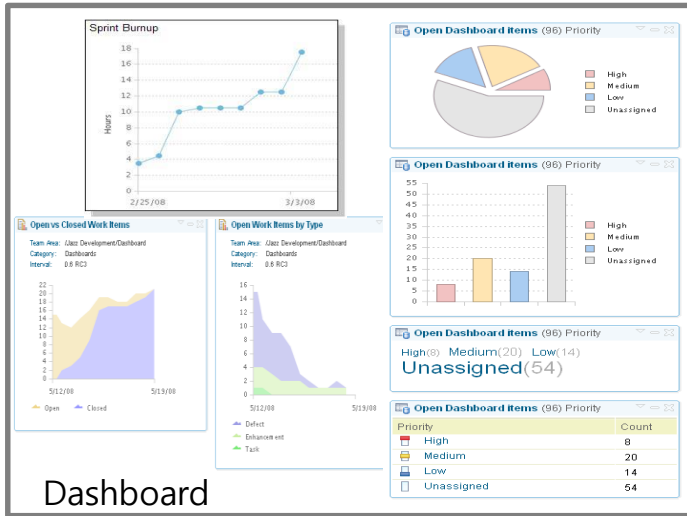 Sprint Burnup
18
16
14
12
10
8
6
4
2
0
Hours
2/25/08 3/3/08
Open vs Closed Work Items
Team Area: /Jazz Development/Dashboard
Category: Dashboards
Interval: 0.6 RC3
22
20
18
16
14
12
10
8
6
4
2
0
5/12/08 5/19/08
Open Closed
Open Work Items by Type
Team Area: /Jazz Development/Dashboard
Category: Dashboards
Interval: 0.6 RC3
16
14
12
10
8
6
4
2
0
5/12/08 5/19/08
Defect
Enhancement
Task
Dashboard
Open Dashboard items (96) Priority
High
Medium
Low
Unassigned
Open Dashboard items (96) Priority
55
50
45
40
35
30
25
20
15
10
5
0
High
Medium
Low
Unassigned
Open Dashboard items (96) Priority
High(8) Medium(20) Low(14)
Unassigned(54)
Open Dashboard items (96) Priority
Priority Count
High 8
Medium 20
Low 14
Unassigned 54